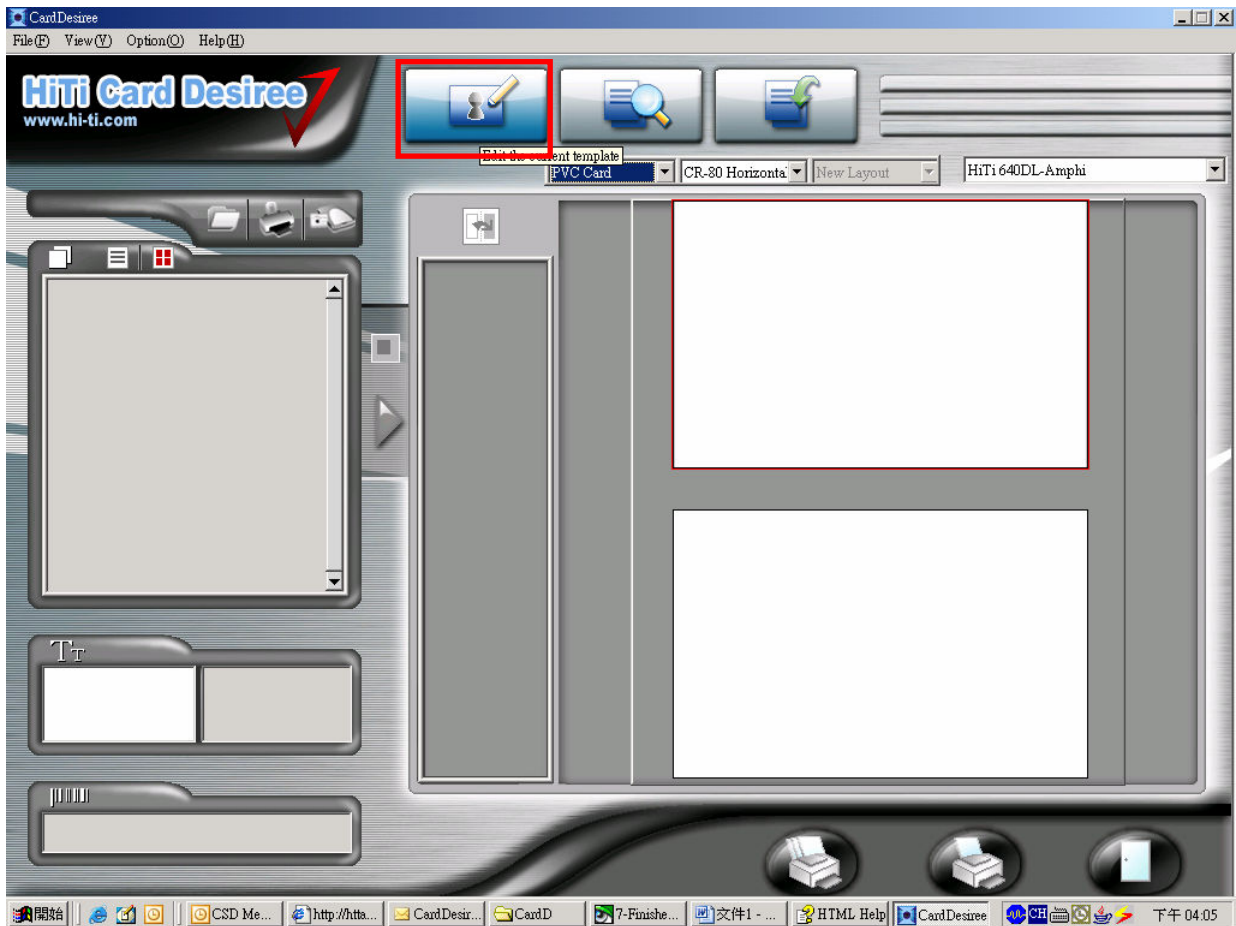 CardDesiree
File(F) View(V) Option(O) Help(H)
HiTi Card Desiree
www.hi-ti.com
Edit the current template
PVC Card CR-80 Horizonta New Layout HiTi 640DL-Amphi
TT
開始 CSD Me... http://htta... CardDesir... CardD 7-Finishe... 文件1 - ... HTML Help CardDesiree CH 下午 04:05